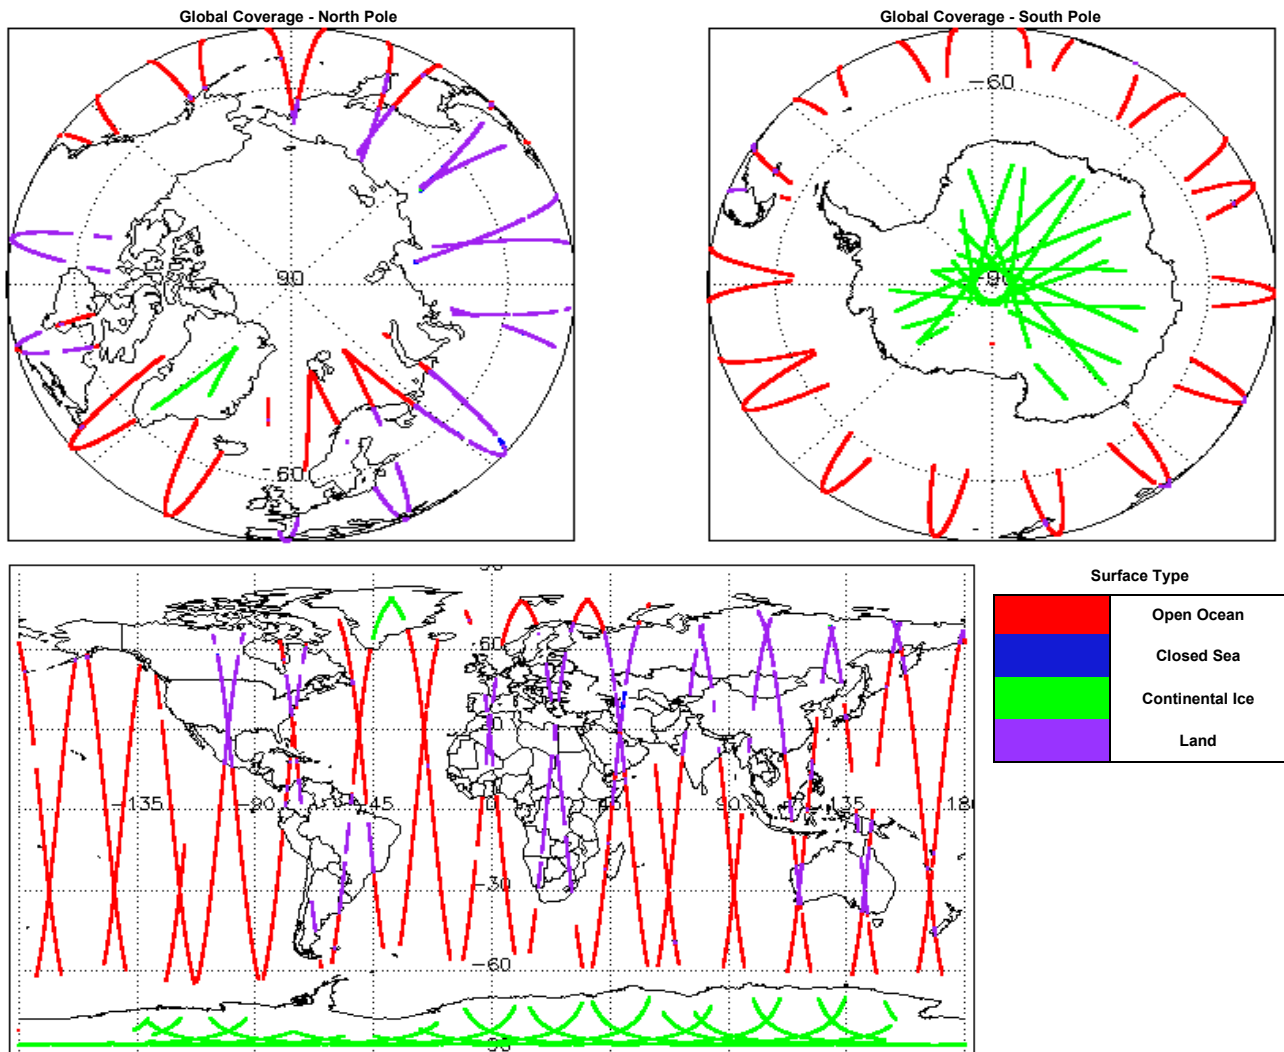 Global Coverage - North Pole
Global Coverage - South Pole
90
-60
-60
-90
60
-135
-90
-45
0
45
90
135
180
-30
-60
Surface Type
Open Ocean
Closed Sea
Continental Ice
Land